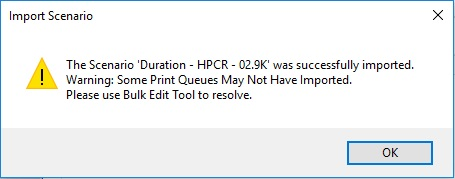 Import Scenario
The Scenario 'Duration - HPCR - 02.9K' was successfully imported.
Warning: Some Print Queues May Not Have Imported.
Please use Bulk Edit Tool to resolve.
OK